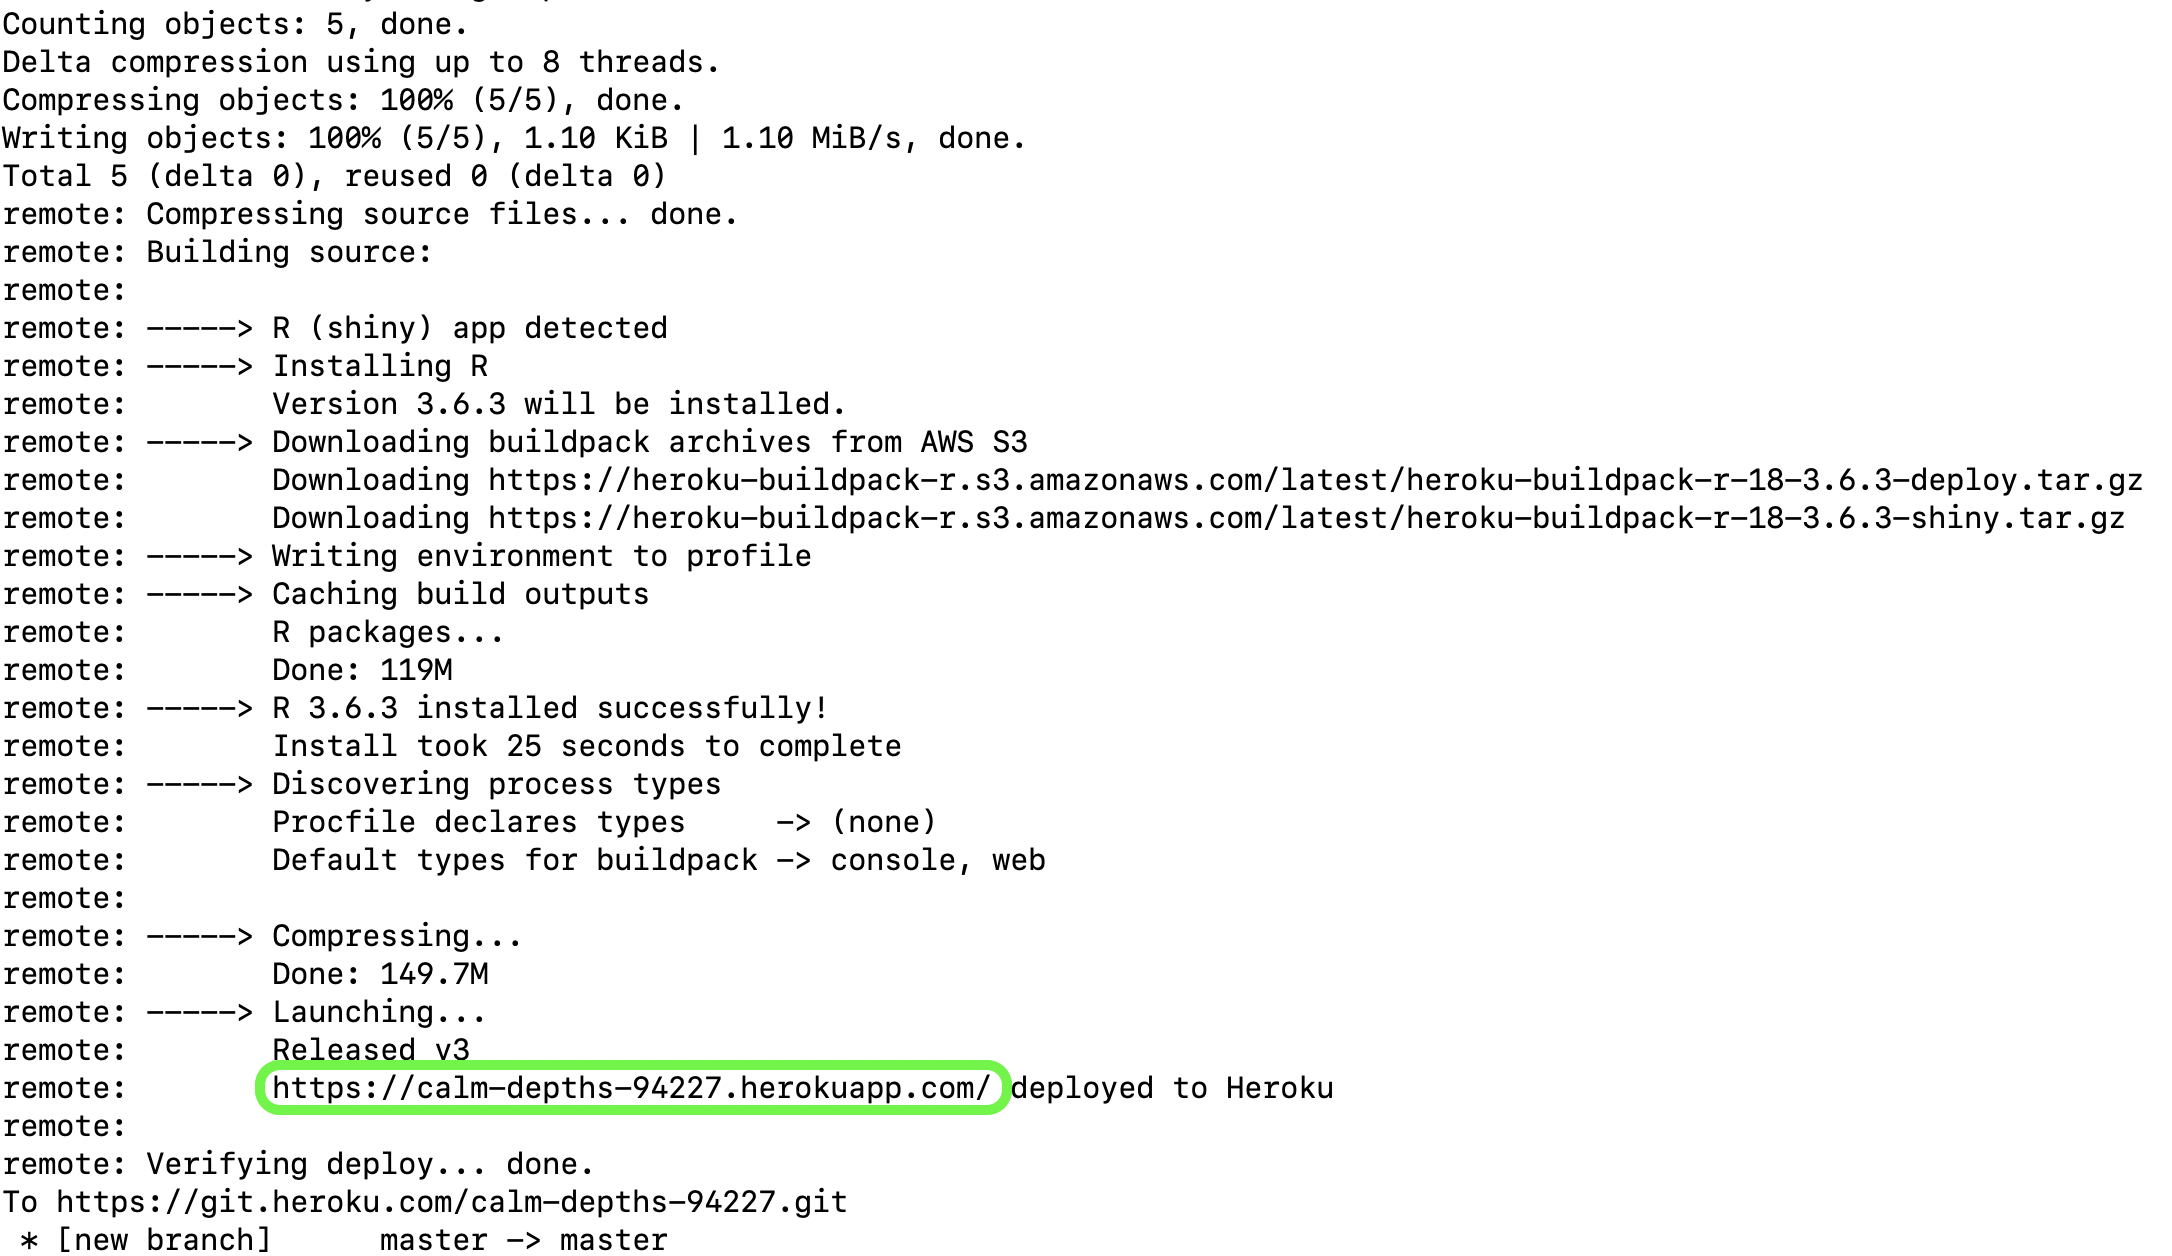 Counting objects: 5, done.
Delta compression using up to 8 threads.
Compressing objects: 100% (5/5), done.
Writing objects: 100% (5/5), 1.10 KiB | 1.10 MiB/s, done.
Total 5 (delta 0), reused 0 (delta 0)
remote: Compressing source files... done.
remote: Building source:
remote:
remote: -----> R (shiny) app detected
remote: -----> Installing R
remote:        Version 3.6.3 will be installed.
remote: -----> Downloading buildpack archives from AWS S3
remote:        Downloading https://heroku-buildpack-r.s3.amazonaws.com/latest/heroku-buildpack-r-18-3.6.3-deploy.tar.gz
remote:        Downloading https://heroku-buildpack-r.s3.amazonaws.com/latest/heroku-buildpack-r-18-3.6.3-shiny.tar.gz
remote: -----> Writing environment to profile
remote: -----> Caching build outputs
remote:        R packages...
remote:        Done: 119M
remote: -----> R 3.6.3 installed successfully!
remote:        Install took 25 seconds to complete
remote: -----> Discovering process types
remote:        Procfile declares types     -> (none)
remote:        Default types for buildpack -> console, web
remote:
remote: -----> Compressing...
remote:        Done: 149.7M
remote: -----> Launching...
remote:        Released v3
remote:        https://calm-depths-94227.herokuapp.com/ deployed to Heroku
remote:
remote: Verifying deploy... done.
To https://git.heroku.com/calm-depths-94227.git
 * [new branch]      master -> master